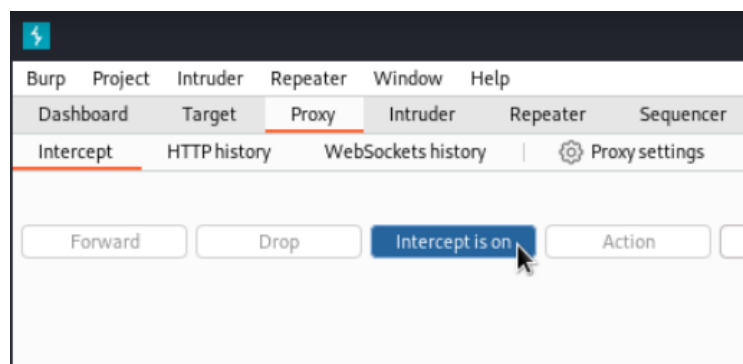 Burp Project Intruder Repeater Window Help
Dashboard Target Proxy Intruder Repeater Sequencer
Intercept HTTP history WebSockets history Proxy settings
Forward Drop Intercept is on Action